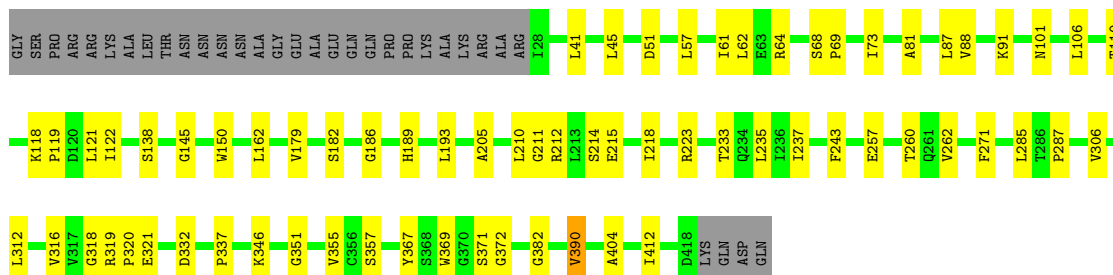 GLY SER PRO ARG ARG LYS ALA LEU THR ASN ASN ASN ASN ALA GLY GLU ALA GLU GLN GLN PRO PRO LYS ALA LYS ARG ALA ARG I28 L41 L45 D51 L57 I61 L62 E63 R64 S68 P69 I73 A81 L87 V88 K91 N101 L106
K118 P119 D120 L121 I122 S138 G145 W150 L162 V179 S182 G186 H189 L193 A205 L210 G211 R212 L213 S214 E215 I218 R223 T233 Q234 L235 I236 I237 F243 E257 T260 Q261 V262 F271 L285 T286 P287 V306
L312 V316 V317 G318 R319 P320 E321 D332 P337 K346 G351 V355 C356 S357 Y367 S368 W369 G370 S371 G372 G382 V390 A404 I412 D418 LYS GLN ASP GLN